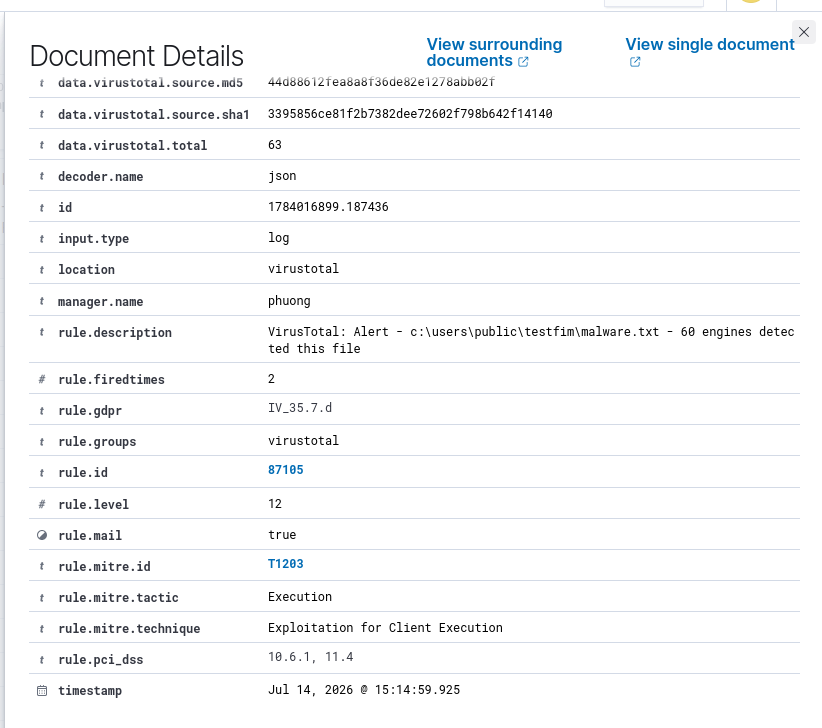 Document Details
View surrounding
documents
View single document
t data.virustotal.source.md5 44d88612fea8a8f36de82e1278abb02f
t data.virustotal.source.sha1 3395856ce81f2b7382dee72602f798b642f14140
t data.virustotal.total 63
t decoder.name json
t id 1784016899.187436
t input.type log
t location virustotal
t manager.name phuong
t rule.description VirusTotal: Alert - c:\users\public\testfim\malware.txt - 60 engines detec
ted this file
# rule.firedtimes 2
t rule.gdpr IV_35.7.d
t rule.groups virustotal
t rule.id 87105
# rule.level 12
rule.mail true
t rule.mitre.id T1203
t rule.mitre.tactic Execution
t rule.mitre.technique Exploitation for Client Execution
t rule.pci_dss 10.6.1, 11.4
timestamp Jul 14, 2026 @ 15:14:59.925